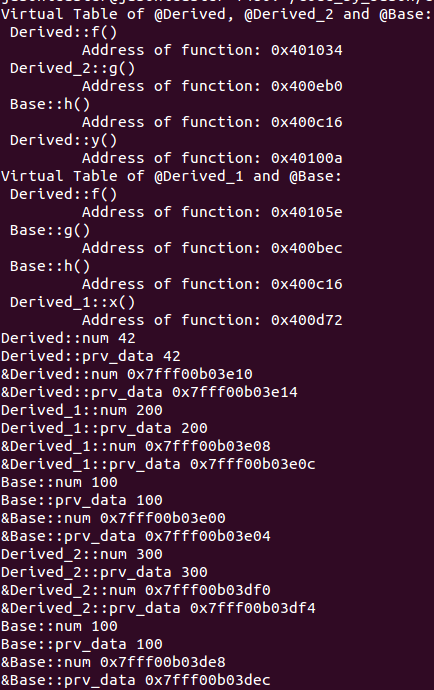 Virtual Table of @Derived, @Derived_2 and @Base:
Derived::f()
Address of function: 0x401034
Derived_2::g()
Address of function: 0x400eb0
Base::h()
Address of function: 0x400c16
Derived::y()
Address of function: 0x40100a
Virtual Table of @Derived_1 and @Base:
Derived::f()
Address of function: 0x40105e
Base::g()
Address of function: 0x400bec
Base::h()
Address of function: 0x400c16
Derived_1::x()
Address of function: 0x400d72
Derived::num 42
Derived::prv_data 42
&Derived::num 0x7fff00b03e10
&Derived::prv_data 0x7fff00b03e14
Derived_1::num 200
Derived_1::prv_data 200
&Derived_1::num 0x7fff00b03e08
&Derived_1::prv_data 0x7fff00b03e0c
Base::num 100
Base::prv_data 100
&Base::num 0x7fff00b03e00
&Base::prv_data 0x7fff00b03e04
Derived_2::num 300
Derived_2::prv_data 300
&Derived_2::num 0x7fff00b03df0
&Derived_2::prv_data 0x7fff00b03df4
Base::num 100
Base::prv_data 100
&Base::num 0x7fff00b03de8
&Base::prv_data 0x7fff00b03dec